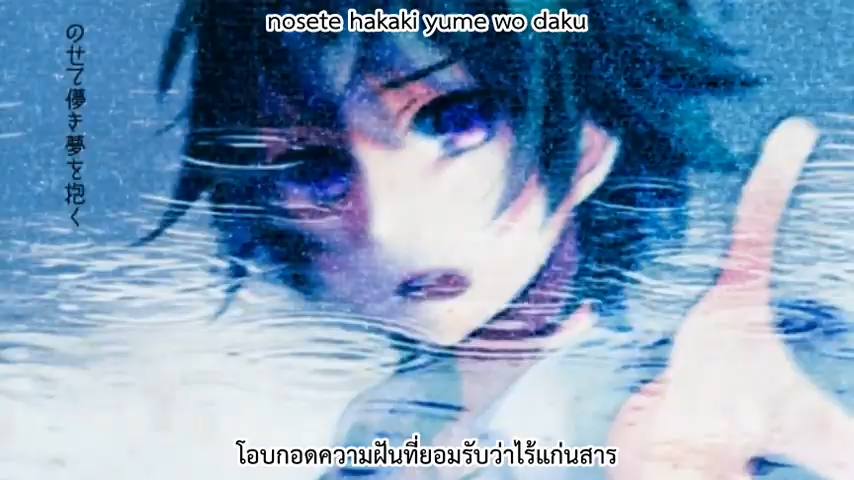 nosete hakaki yume wo daku
のせて儚き夢を抱く
โอบกอดความฝันที่ยอมรับว่าไร้แก่นสาร